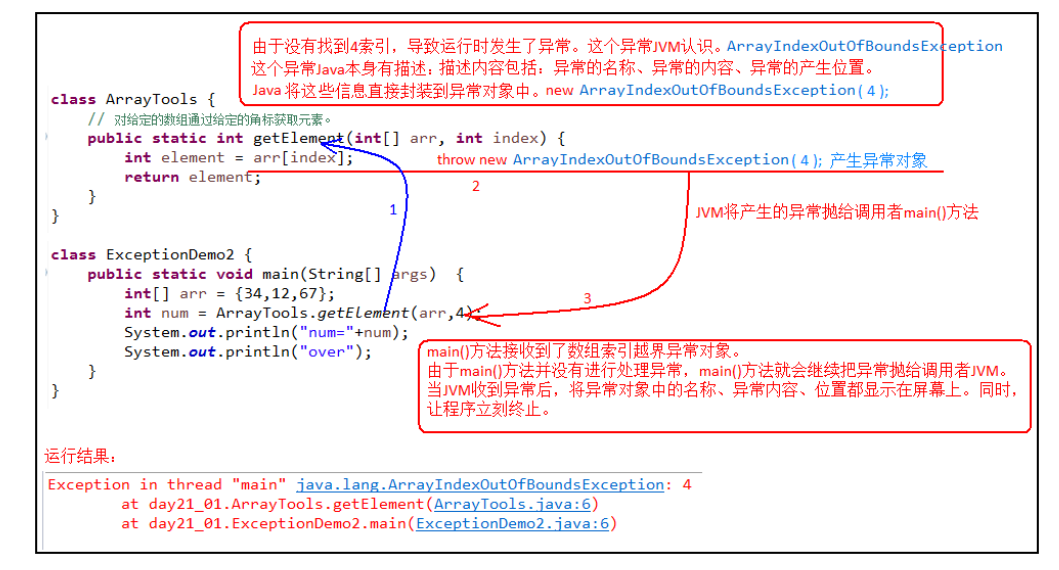 由于没有找到4索引，导致运行时发生了异常。这个异常JVM认识。ArrayIndexOutOfBoundsException
这个异常Java本身有描述：描述内容包括：异常的名称、异常的内容、异常的产生位置。
Java 将这些信息直接封装到异常对象中。new ArrayIndexOutOfBoundsException( 4 );
class ArrayTools {
// 对给定的数组通过给定的角标获取元素。
public static int getElement(int[] arr, int index) {
int element = arr[index];
throw new ArrayIndexOutOfBoundsException( 4 ); 产生异常对象
return element;
2
}
1
JVM将产生的异常抛给调用者main()方法
}
class ExceptionDemo2 {
public static void main(String[] args) {
int[] arr = {34,12,67};
3
int num = ArrayTools.getElement(arr,4);
System.out.println("num="+num);
System.out.println("over");
}
}
main()方法接收到了数组索引越界异常对象。
由于main()方法并没有进行处理异常，main()方法就会继续把异常抛给调用者JVM。
当JVM收到异常后，将异常对象中的名称、异常内容、位置都显示在屏幕上。同时，
让程序立刻终止。
运行结果：
Exception in thread "main" java.lang.ArrayIndexOutOfBoundsException: 4
at day21_01.ArrayTools.getElement(ArrayTools.java:6)
at day21_01.ExceptionDemo2.main(ExceptionDemo2.java:6)